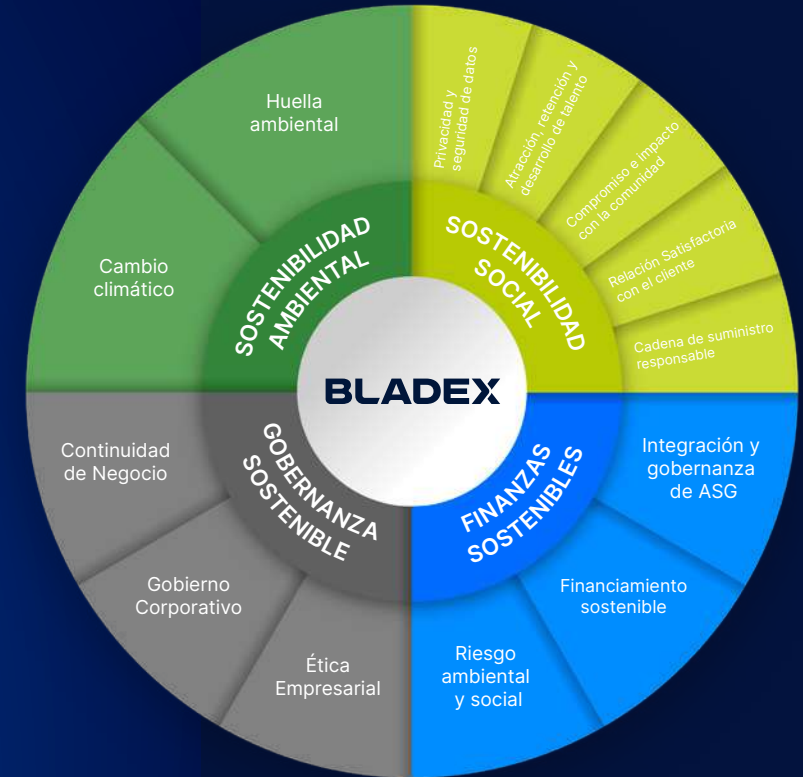 Huella
ambiental
Cambio
climático
SOSTENIBILIDAD
AMBIENTAL
Privacidad y
seguridad de datos
Atracción, retención y
desarrollo de talento
Compromiso e impacto
con la comunidad
Relación Satisfactoria
con el cliente
Cadena de suministro
responsable
SOSTENIBILIDAD
SOCIAL
BLADEX
GOBERNANZA
SOSTENIBLE
Continuidad
de Negocio
Gobierno
Corporativo
Ética
Empresarial
FINANZAS
SOSTENIBLES
Integración y
gobernanza
de ASG
Financiamiento
sostenible
Riesgo
ambiental
y social